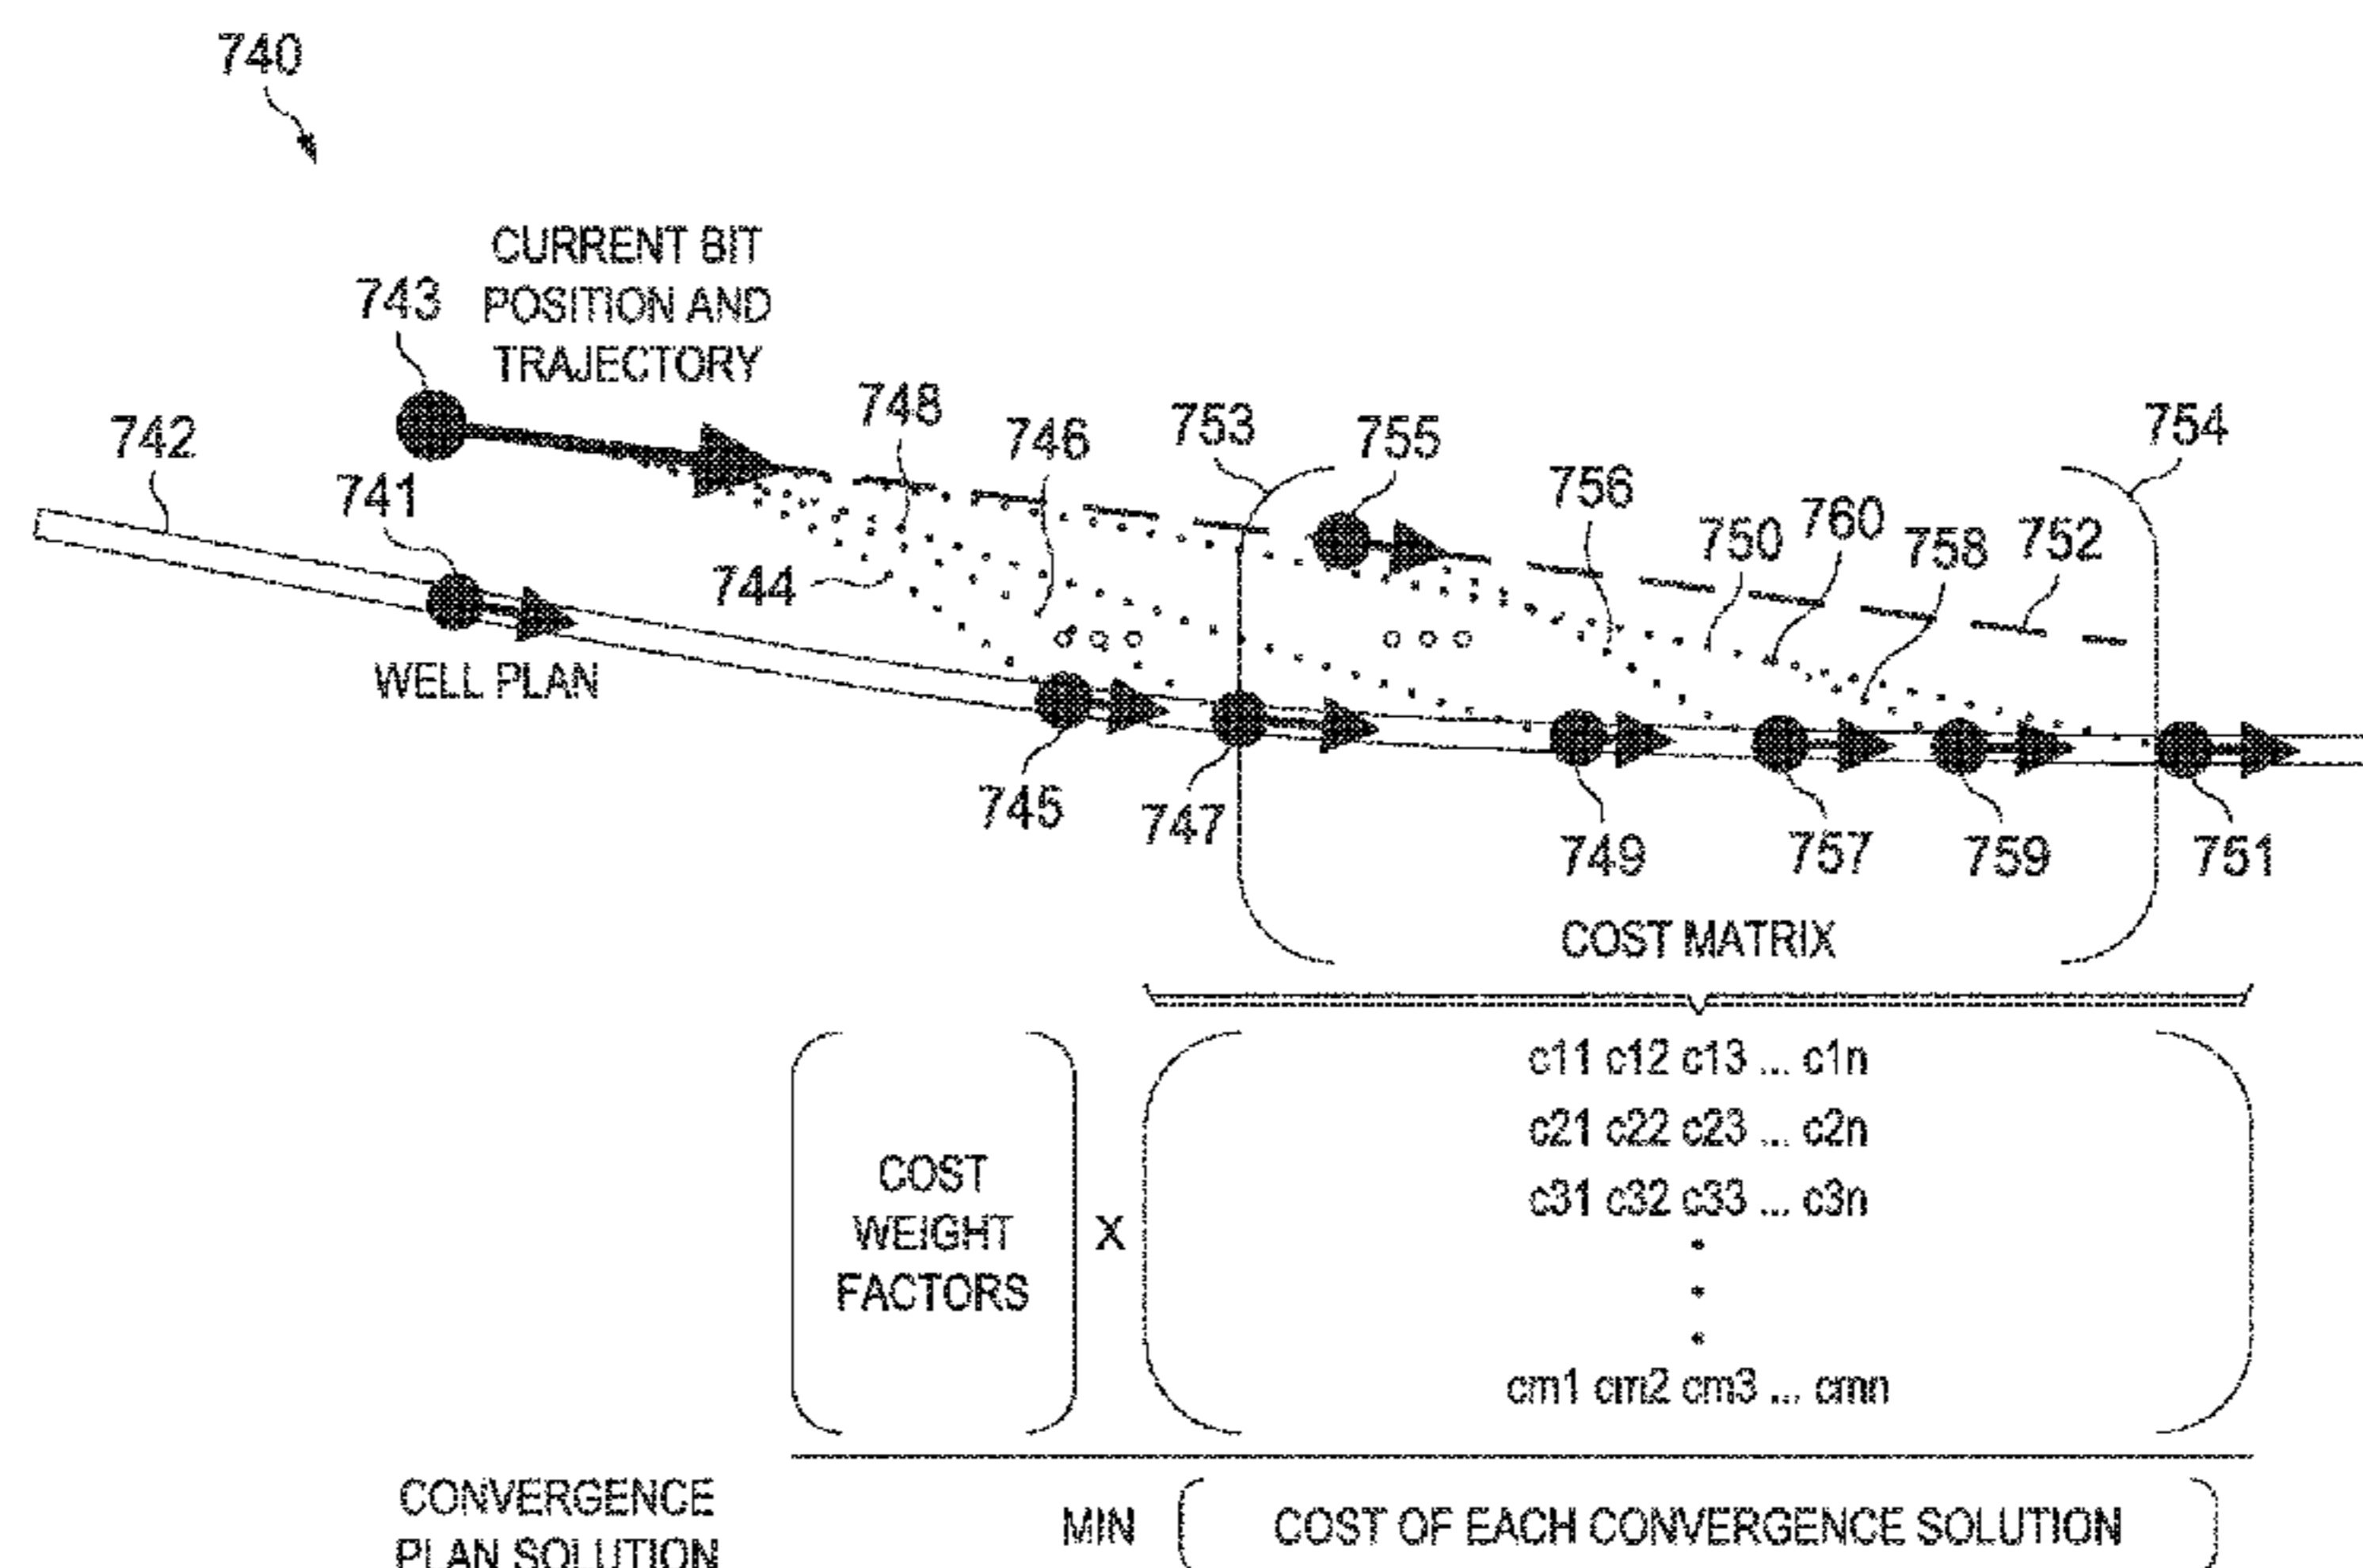 740
CURRENT BIT
POSITION AND
TRAJECTORY
743
742
741
748
746
753
755
754
756
750
760
758
752
744
WELL PLAN
745
747
749
757
759
751
COST MATRIX
COST
WEIGHT
FACTORS
X
c11 c12 c13 ... c1n
c21 c22 c23 ... c2n
c31 c32 c33 ... c3n
cm1 cm2 cm3 ... cmn
CONVERGENCE
PLAN SOLUTION
MIN
COST OF EACH CONVERGENCE SOLUTION